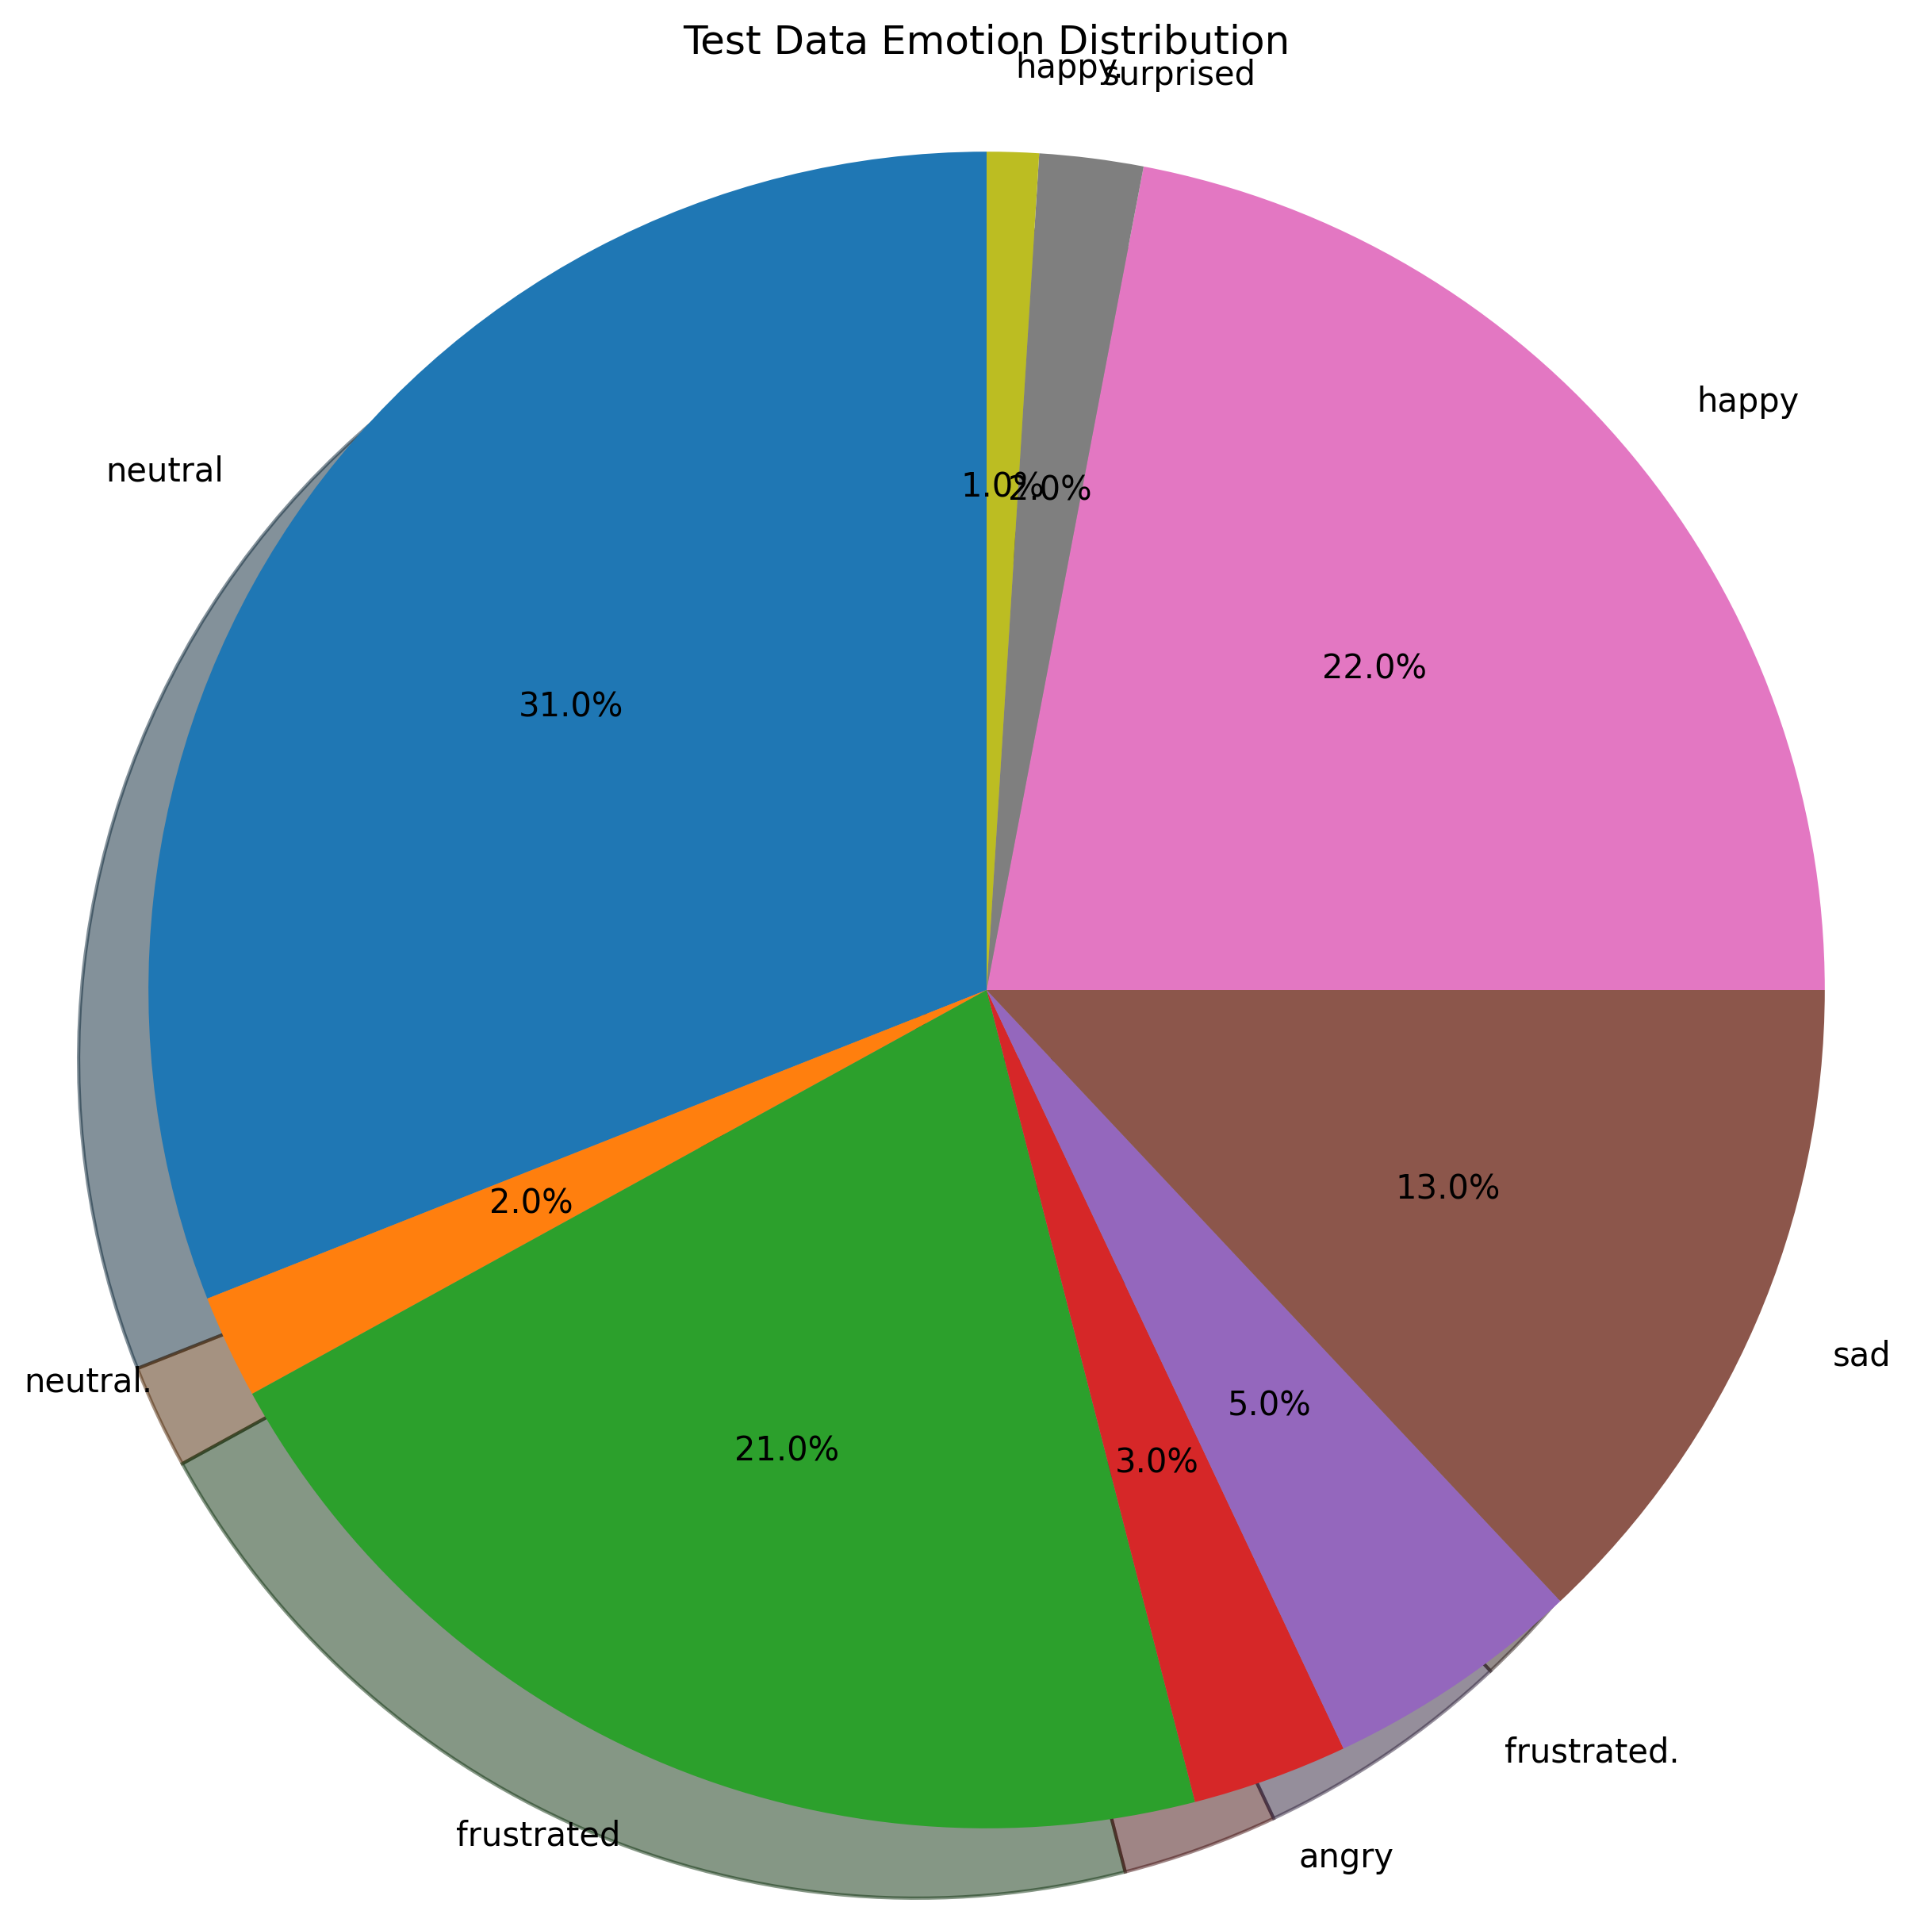 Test Data Emotion Distribution
happy.
surprised
happy
neutral
1.0%
2.0%
22.0%
31.0%
13.0%
2.0%
sad
neutral.
5.0%
21.0%
3.0%
frustrated.
frustrated
angry